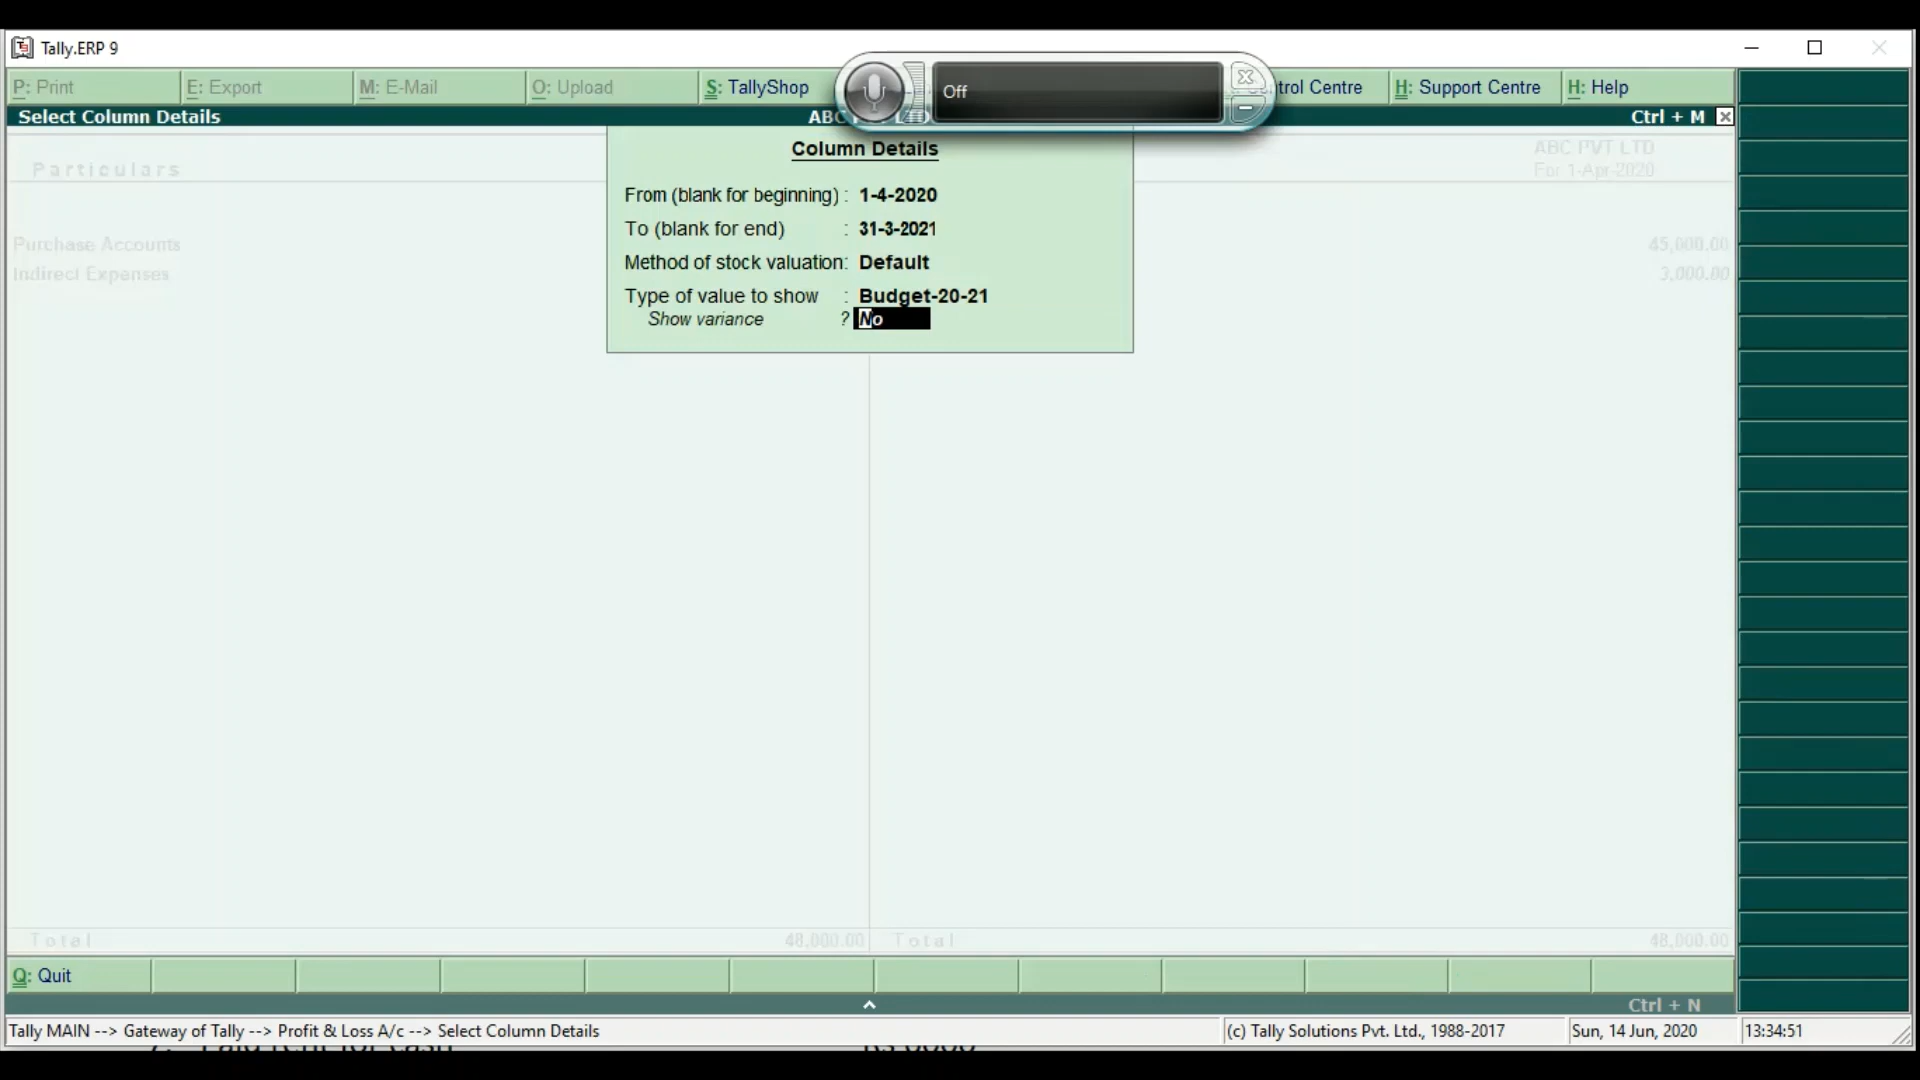 Tally.ERP 9
P: Print E: Export M: E-Mail O: Upload S: TallyShop Off trol Centre H: Support Centre H: Help
Select Column Details ABC Ctrl + M
Column Details
Particulars
ABC PVT LTD
For 1-Apr-2020
From (blank for beginning) : 1-4-2020
To (blank for end) : 31-3-2021
Method of stock valuation: Default
Type of value to show : Budget-20-21
Show variance ? No
Purchase Accounts 45,000.00
Indirect Expenses 3,000.00
Total 48,000.00 Total 48,000.00
Q: Quit
Ctrl + N
Tally MAIN --> Gateway of Tally --> Profit & Loss A/c --> Select Column Details (c) Tally Solutions Pvt. Ltd., 1988-2017 Sun, 14 Jun, 2020 13:34:51